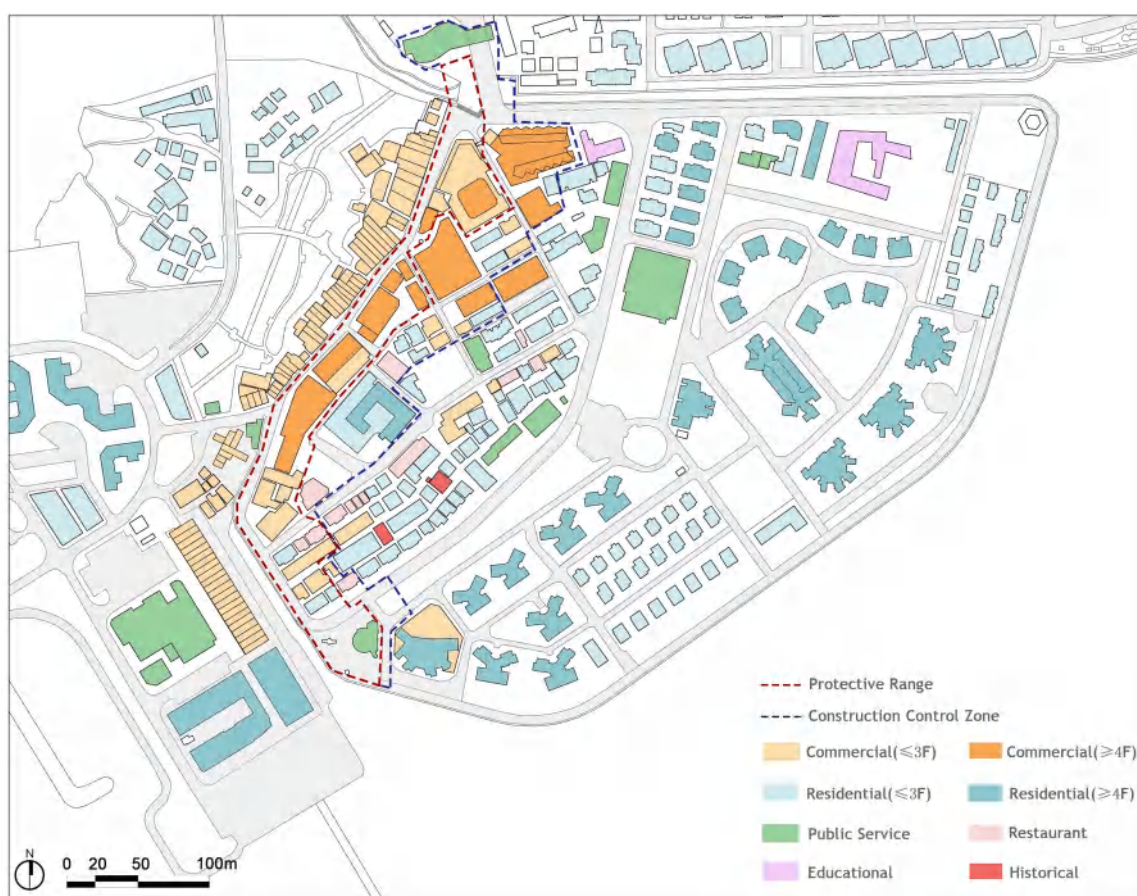 Protective Range
Construction Control Zone
Commercial(≤3F) Commercial(≥4F)
Residential(≤3F) Residential(≥4F)
Public Service Restaurant
Educational Historical
N
0 20 50 100m